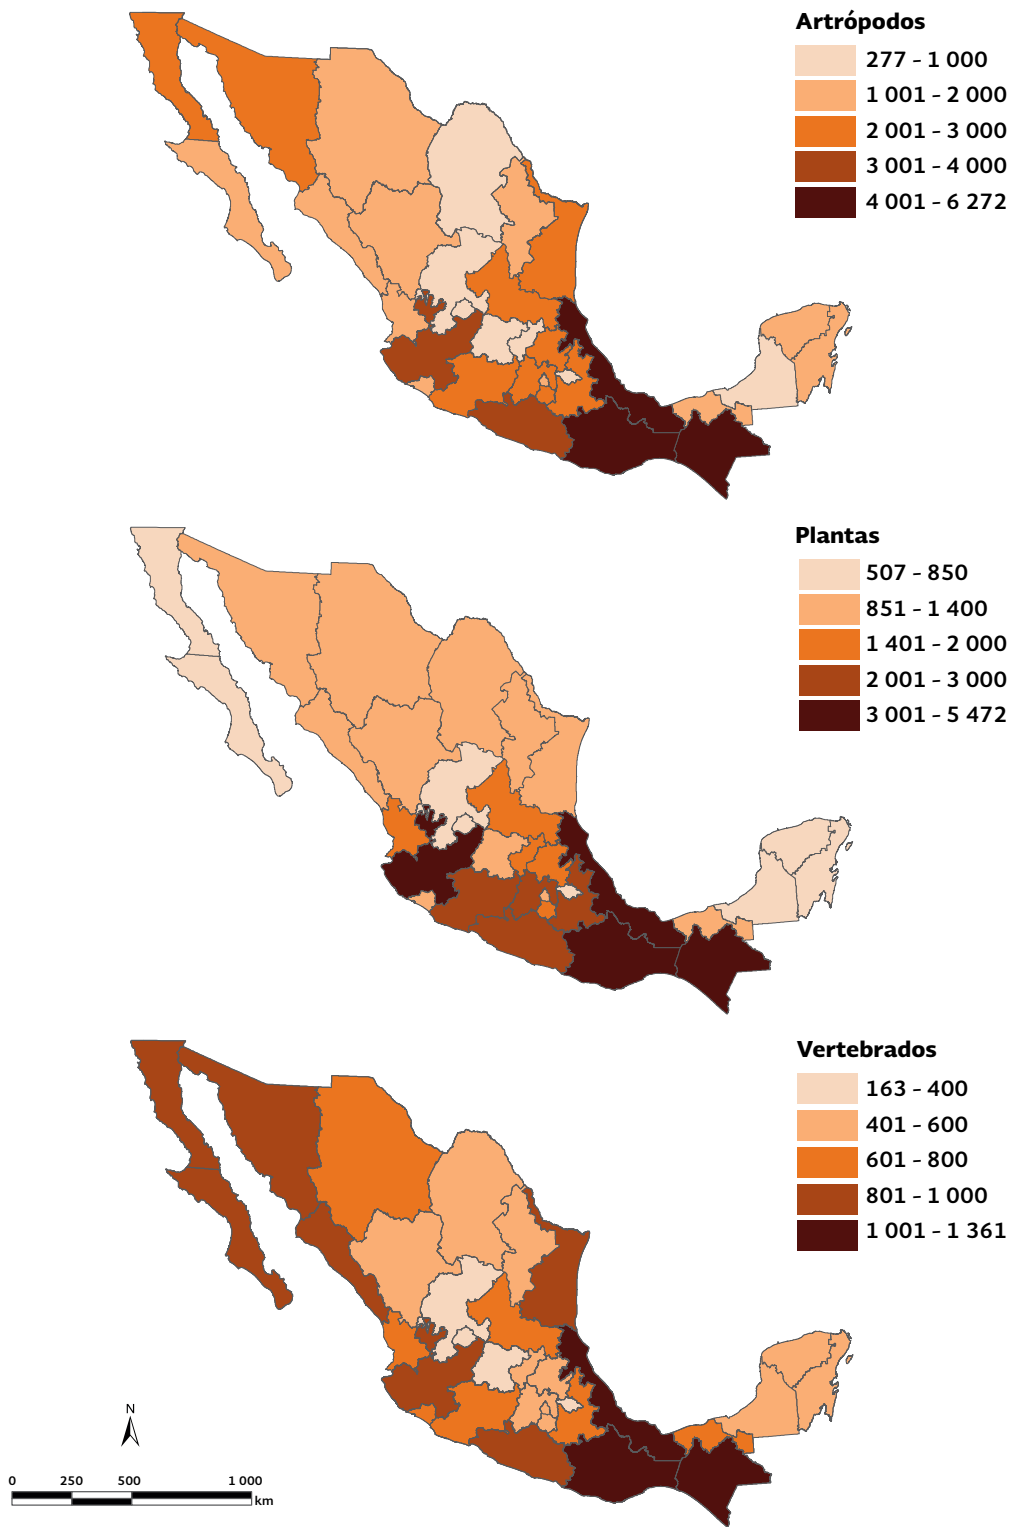 Artrópodos
277 - 1 000
1 001 - 2 000
2 001 - 3 000
3 001 - 4 000
4 001 - 6 272
Plantas
507 - 850
851 - 1 400
1 401 - 2 000
2 001 - 3 000
3 001 - 5 472
Vertebrados
163 - 400
401 - 600
601 - 800
801 - 1 000
1 001 - 1 361
N
0 250 500 1 000
km